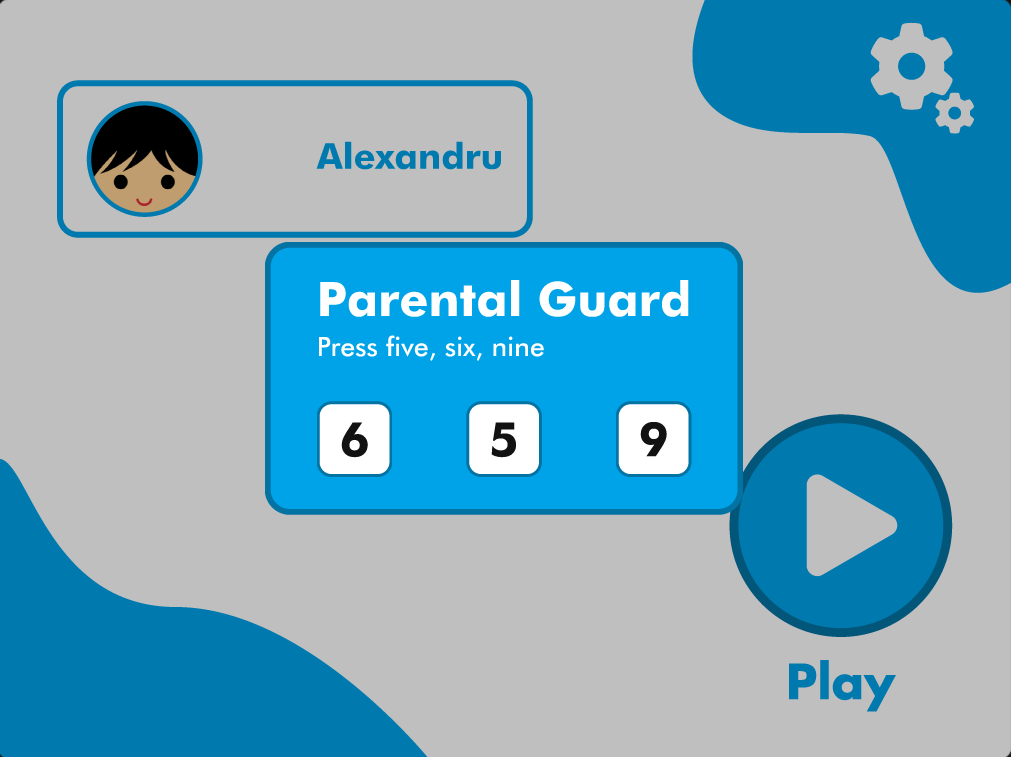 Alexandru
Parental Guard
Press five, six, nine
6 5 9
Play